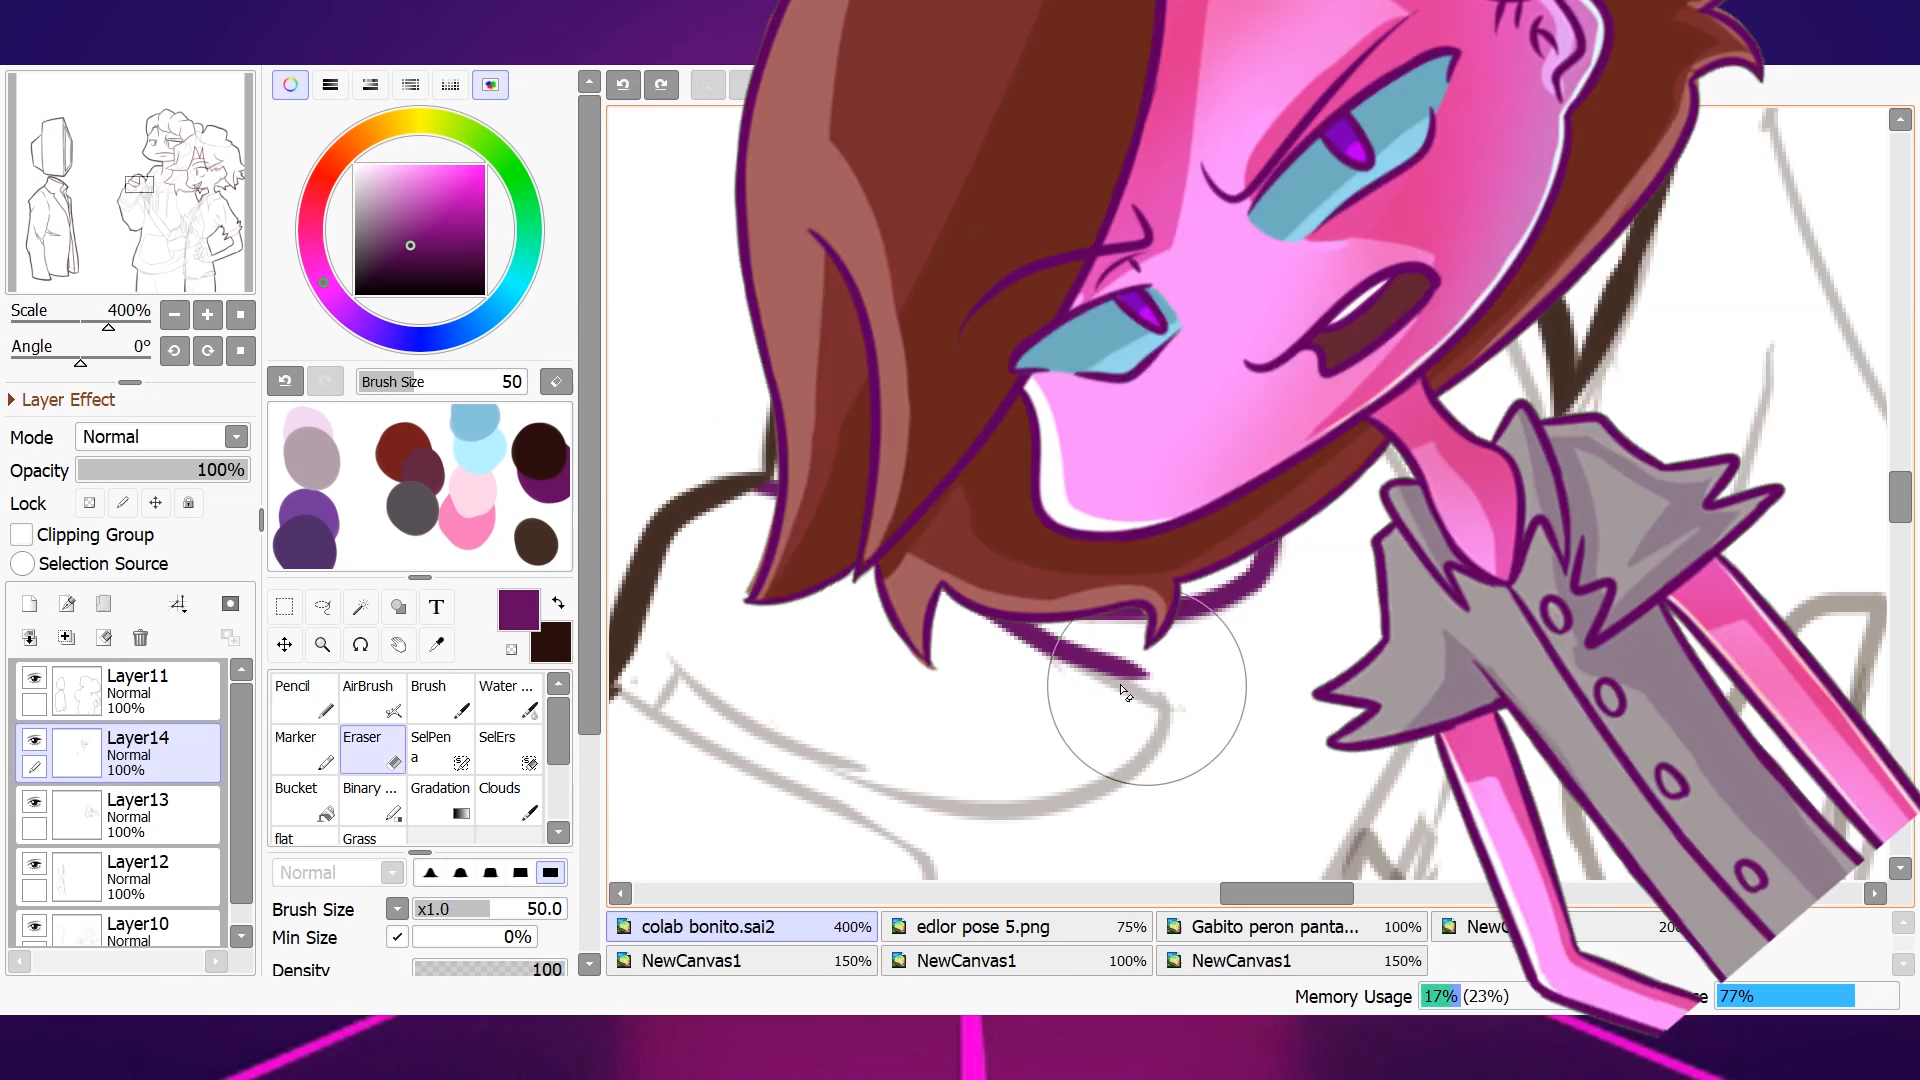 Scale 400%
Angle 0°
Layer Effect
Mode Normal
Opacity 100%
Lock
Clipping Group
Selection Source
Layer11
Normal
100%
Layer14
Normal
100%
Layer13
Normal
100%
Layer12
Normal
100%
Layer10
Normal
Brush Size 50
T
Pencil AirBrush Brush Water ...
Marker Eraser SelPen a SelErs
Bucket Binary ... Gradation Clouds
flat Grass
Normal
Brush Size x1.0 50.0
Min Size 0%
Density 100
colab bonito.sai2 400% edlor pose 5.png 75% Gabito peron panta... 100%
NewCanvas1 150% NewCanvas1 100% NewCanvas1 150%
Memory Usage 17% (23%) 77%